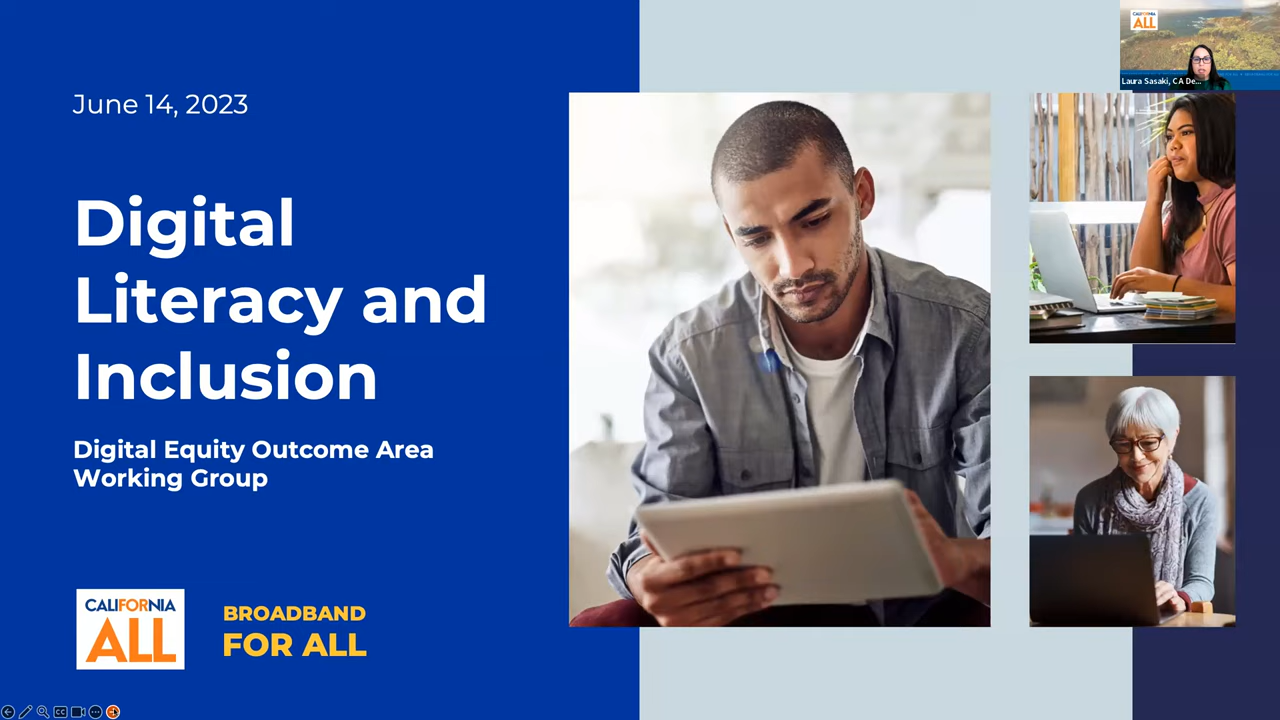 June 14, 2023
Digital
Literacy and
Inclusion
Digital Equity Outcome Area
Working Group
CALIFORNIA
ALL
BROADBAND
FOR ALL
CALIFORNIA
ALL
Laura Sasaki, CA De...
CC